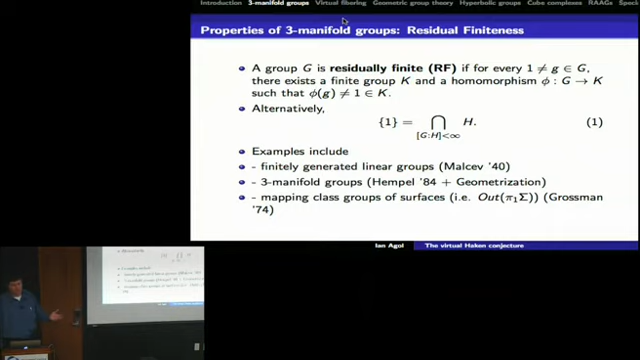 Introduction 3-manifold groups Virtual fibering Geometric group theory Hyperbolic groups Cube complexes RAAGs
Properties of 3-manifold groups: Residual Finiteness
A group G is residually finite (RF) if for every 1 ≠ g ∈ G,
there exists a finite group K and a homomorphism ϕ : G → K
such that ϕ(g) ≠ 1 ∈ K.
Alternatively,
{1} = ⋂ H. (1)
[G:H]<∞
Examples include
- finitely generated linear groups (Malcev '40)
- 3-manifold groups (Hempel '84 + Geometrization)
- mapping class groups of surfaces (i.e. Out(π₁Σ)) (Grossman
'74)
Ian Agol The virtual Haken conjecture